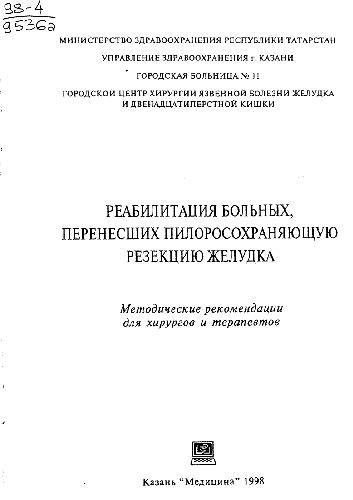 98-4
95362
МИНИСТЕРСТВО ЗДРАВООХРАНЕНИЯ РЕСПУБЛИКИ ТАТАРСТАН
УПРАВЛЕНИЕ ЗДРАВООХРАНЕНИЯ г. КАЗАНИ
ГОРОДСКАЯ БОЛЬНИЦА № 11
ГОРОДСКОЙ ЦЕНТР ХИРУРГИИ ЯЗВЕННОЙ БОЛЕЗНИ ЖЕЛУДКА
И ДВЕНАДЦАТИПЕРСТНОЙ КИШКИ
РЕАБИЛИТАЦИЯ БОЛЬНЫХ,
ПЕРЕНЕСШИХ ПИЛОРОСОХРАНЯЮЩУЮ
РЕЗЕКЦИЮ ЖЕЛУДКА
Методические рекомендации
для хирургов и терапевтов
Казань "Медицина" 1998